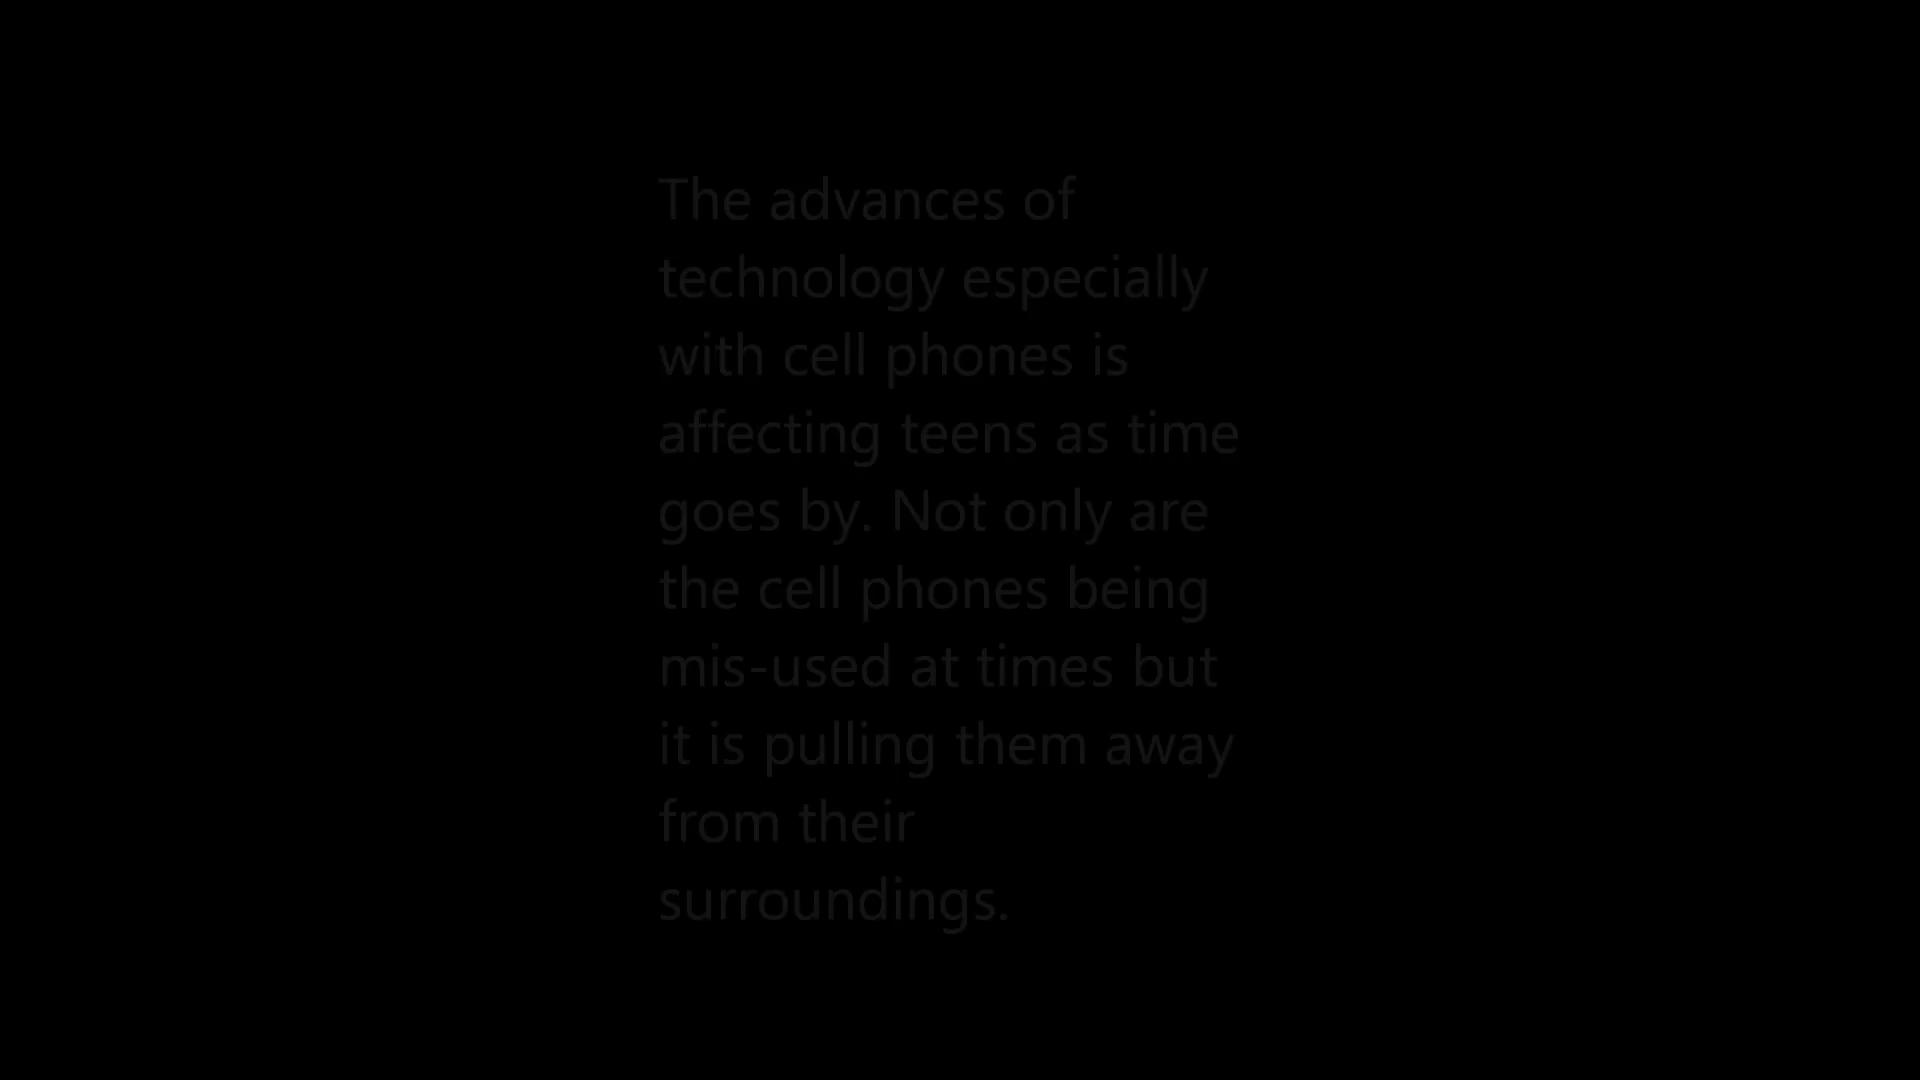 The advances of
technology especially
with cell phones is
affecting teens as time
goes by. Not only are
the cell phones being
mis-used at times but
it is pulling them away
from their
surroundings.